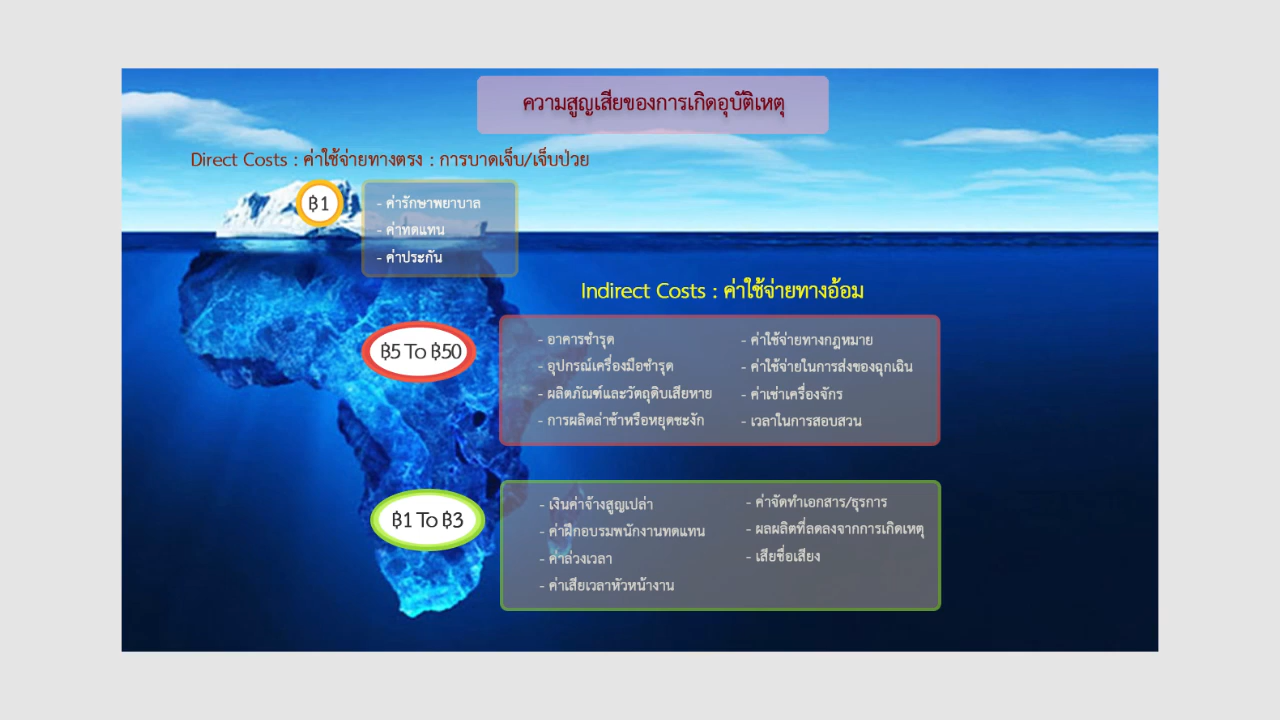 ความสูญเสียของการเกิดอุบัติเหตุ
Direct Costs : ค่าใช้จ่ายทางตรง : การบาดเจ็บ/เจ็บป่วย
฿1
- ค่ารักษาพยาบาล
- ค่าทดแทน
- ค่าประกัน
Indirect Costs : ค่าใช้จ่ายทางอ้อม
฿5 To ฿50
- อาคารชำรุด
- อุปกรณ์เครื่องมือชำรุด
- ผลิตภัณฑ์และวัตถุดิบเสียหาย
- การผลิตล่าช้าหรือหยุดชะงัก
- ค่าใช้จ่ายทางกฎหมาย
- ค่าใช้จ่ายในการส่งของฉุกเฉิน
- ค่าเช่าเครื่องจักร
- เวลาในการสอบสวน
฿1 To ฿3
- เงินค่าจ้างสูญเปล่า
- ค่าฝึกอบรมพนักงานทดแทน
- ค่าล่วงเวลา
- ค่าเสียเวลาหัวหน้างาน
- ค่าจัดทำเอกสาร/ธุรการ
- ผลผลิตที่ลดลงจากการเกิดเหตุ
- เสียชื่อเสียง